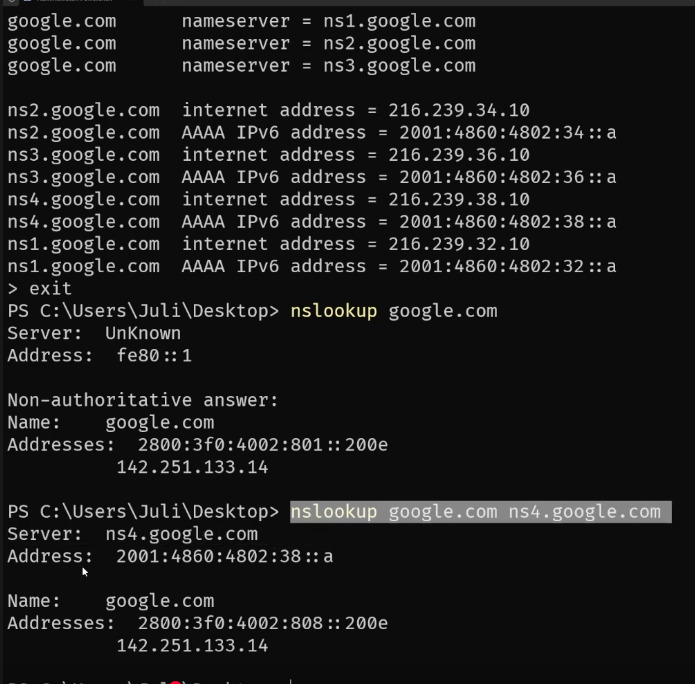 google.com      nameserver = ns1.google.com
google.com      nameserver = ns2.google.com
google.com      nameserver = ns3.google.com
ns2.google.com  internet address = 216.239.34.10
ns2.google.com  AAAA IPv6 address = 2001:4860:4802:34::a
ns3.google.com  internet address = 216.239.36.10
ns3.google.com  AAAA IPv6 address = 2001:4860:4802:36::a
ns4.google.com  internet address = 216.239.38.10
ns4.google.com  AAAA IPv6 address = 2001:4860:4802:38::a
ns1.google.com  internet address = 216.239.32.10
ns1.google.com  AAAA IPv6 address = 2001:4860:4802:32::a
> exit
PS C:\Users\Juli\Desktop> nslookup google.com
Server:  UnKnown
Address:  fe80::1
Non-authoritative answer:
Name:    google.com
Addresses:  2800:3f0:4002:801::200e
142.251.133.14
PS C:\Users\Juli\Desktop> nslookup google.com ns4.google.com
Server:  ns4.google.com
Address:  2001:4860:4802:38::a
Name:    google.com
Addresses:  2800:3f0:4002:808::200e
142.251.133.14